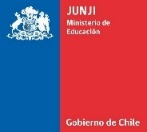 JUNJI
Ministerio de
Educación
Gobierno de Chile